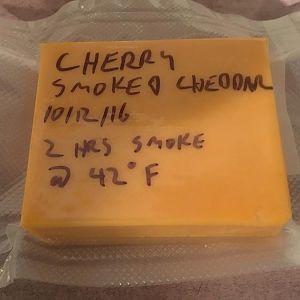 CHERRY
SMOKED CHEDDAR
10/12/16
2 HRS SMOKE
@ 42° F